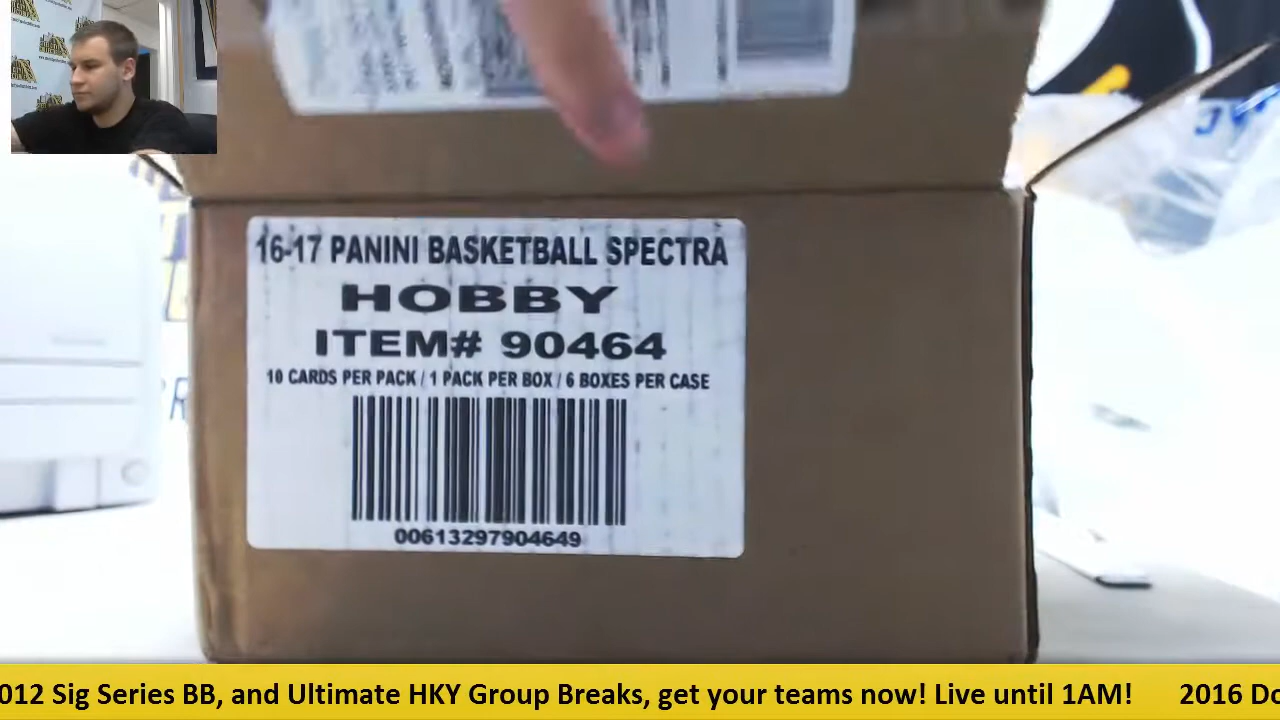 16-17 PANINI BASKETBALL SPECTRA
HOBBY
ITEM# 90464
10 CARDS PER PACK / 1 PACK PER BOX / 6 BOXES PER CASE
00613297904649
012 Sig Series BB, and Ultimate HKY Group Breaks, get your teams now! Live until 1AM! 2016 Do